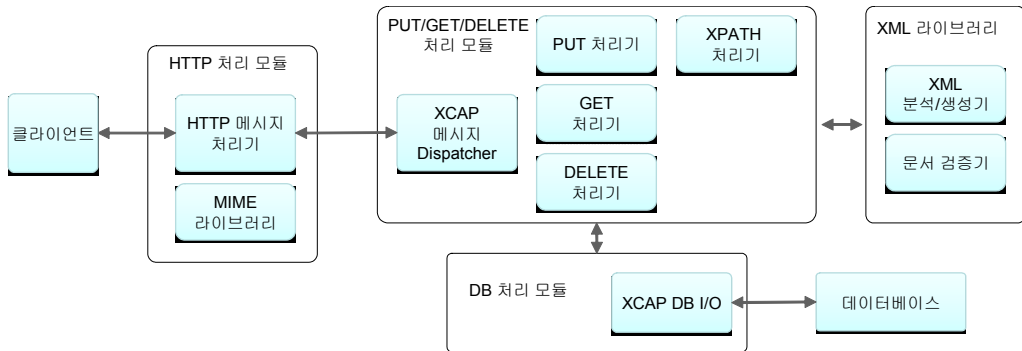 클라이언트
HTTP 처리 모듈
HTTP 메시지
처리기
MIME
라이브러리
PUT/GET/DELETE
처리 모듈
XCAP
메시지
Dispatcher
PUT 처리기
GET
처리기
DELETE
처리기
XPATH
처리기
XML 라이브러리
XML
분석/생성기
문서 검증기
DB 처리 모듈
XCAP DB I/O
데이터베이스